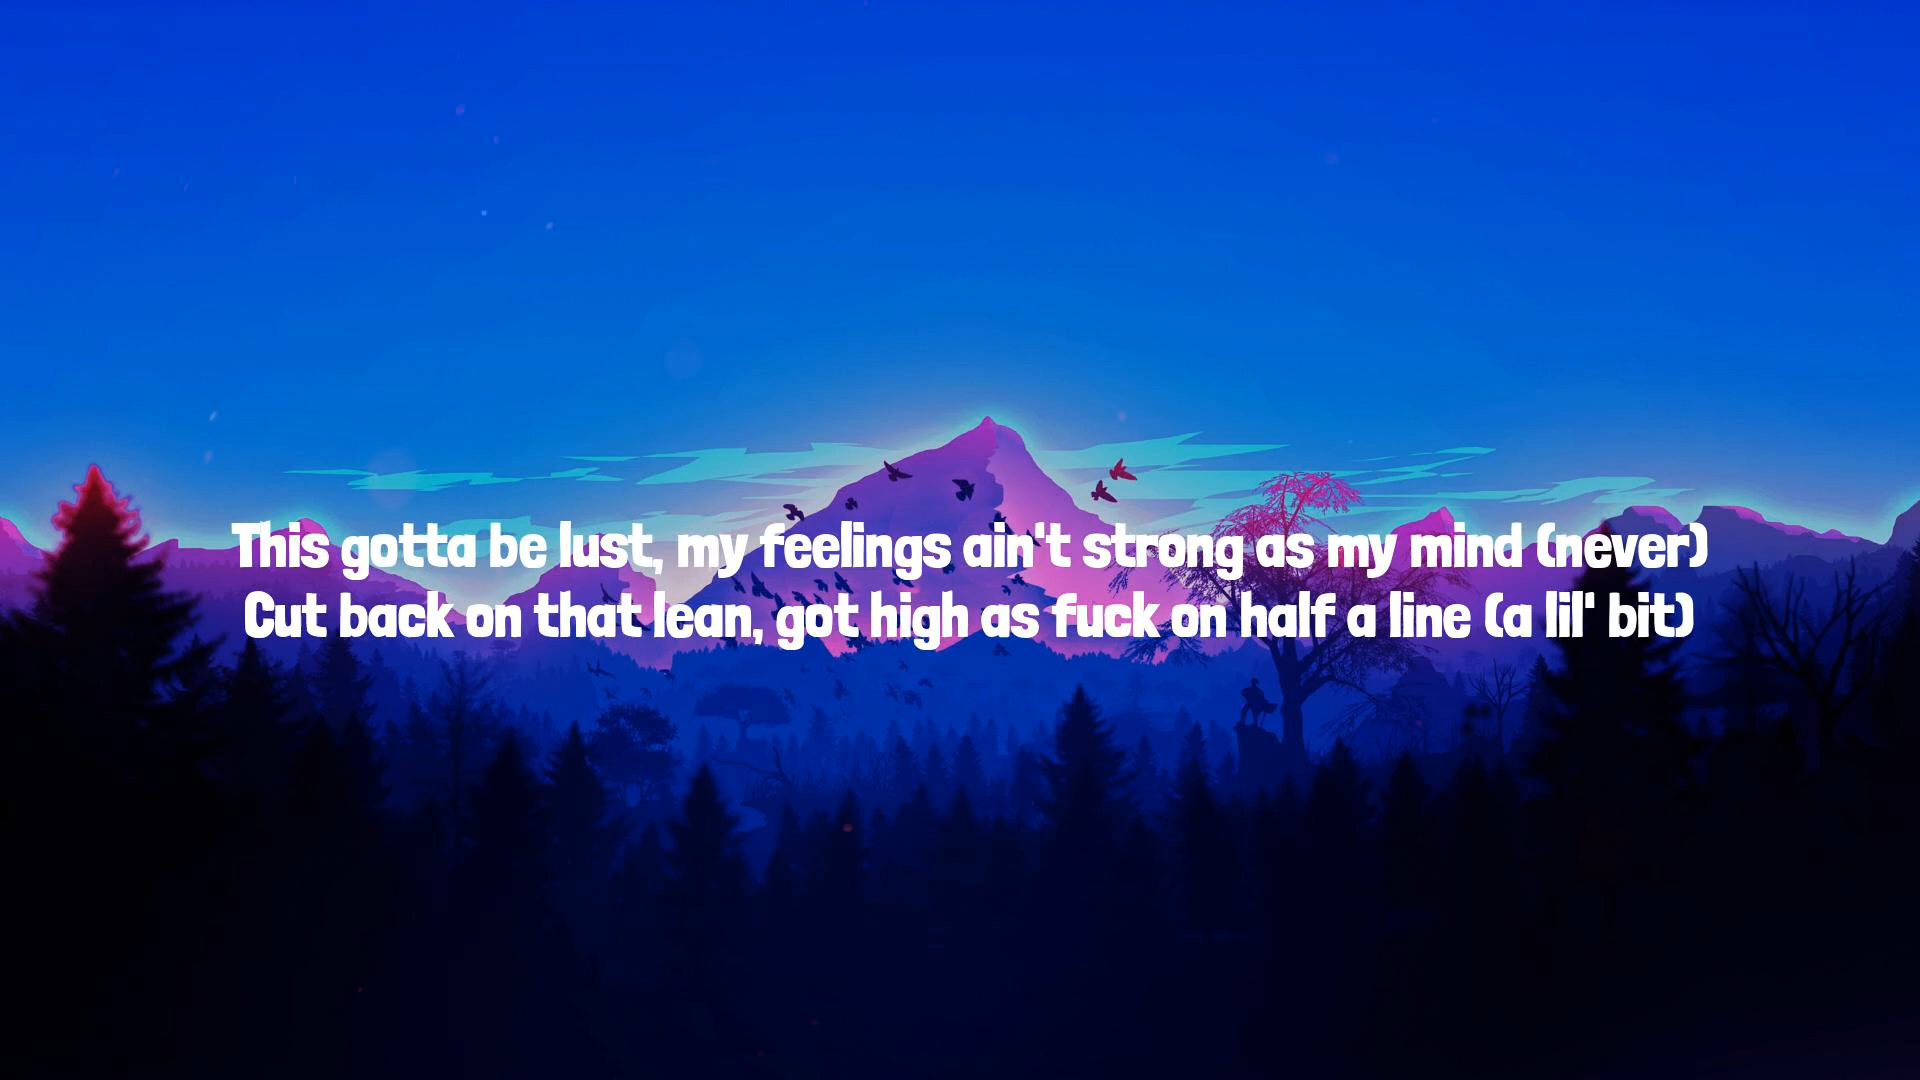 This gotta be lust, my feelings ain't strong as my mind (never)
Cut back on that lean, got high as fuck on half a line (a lil' bit)